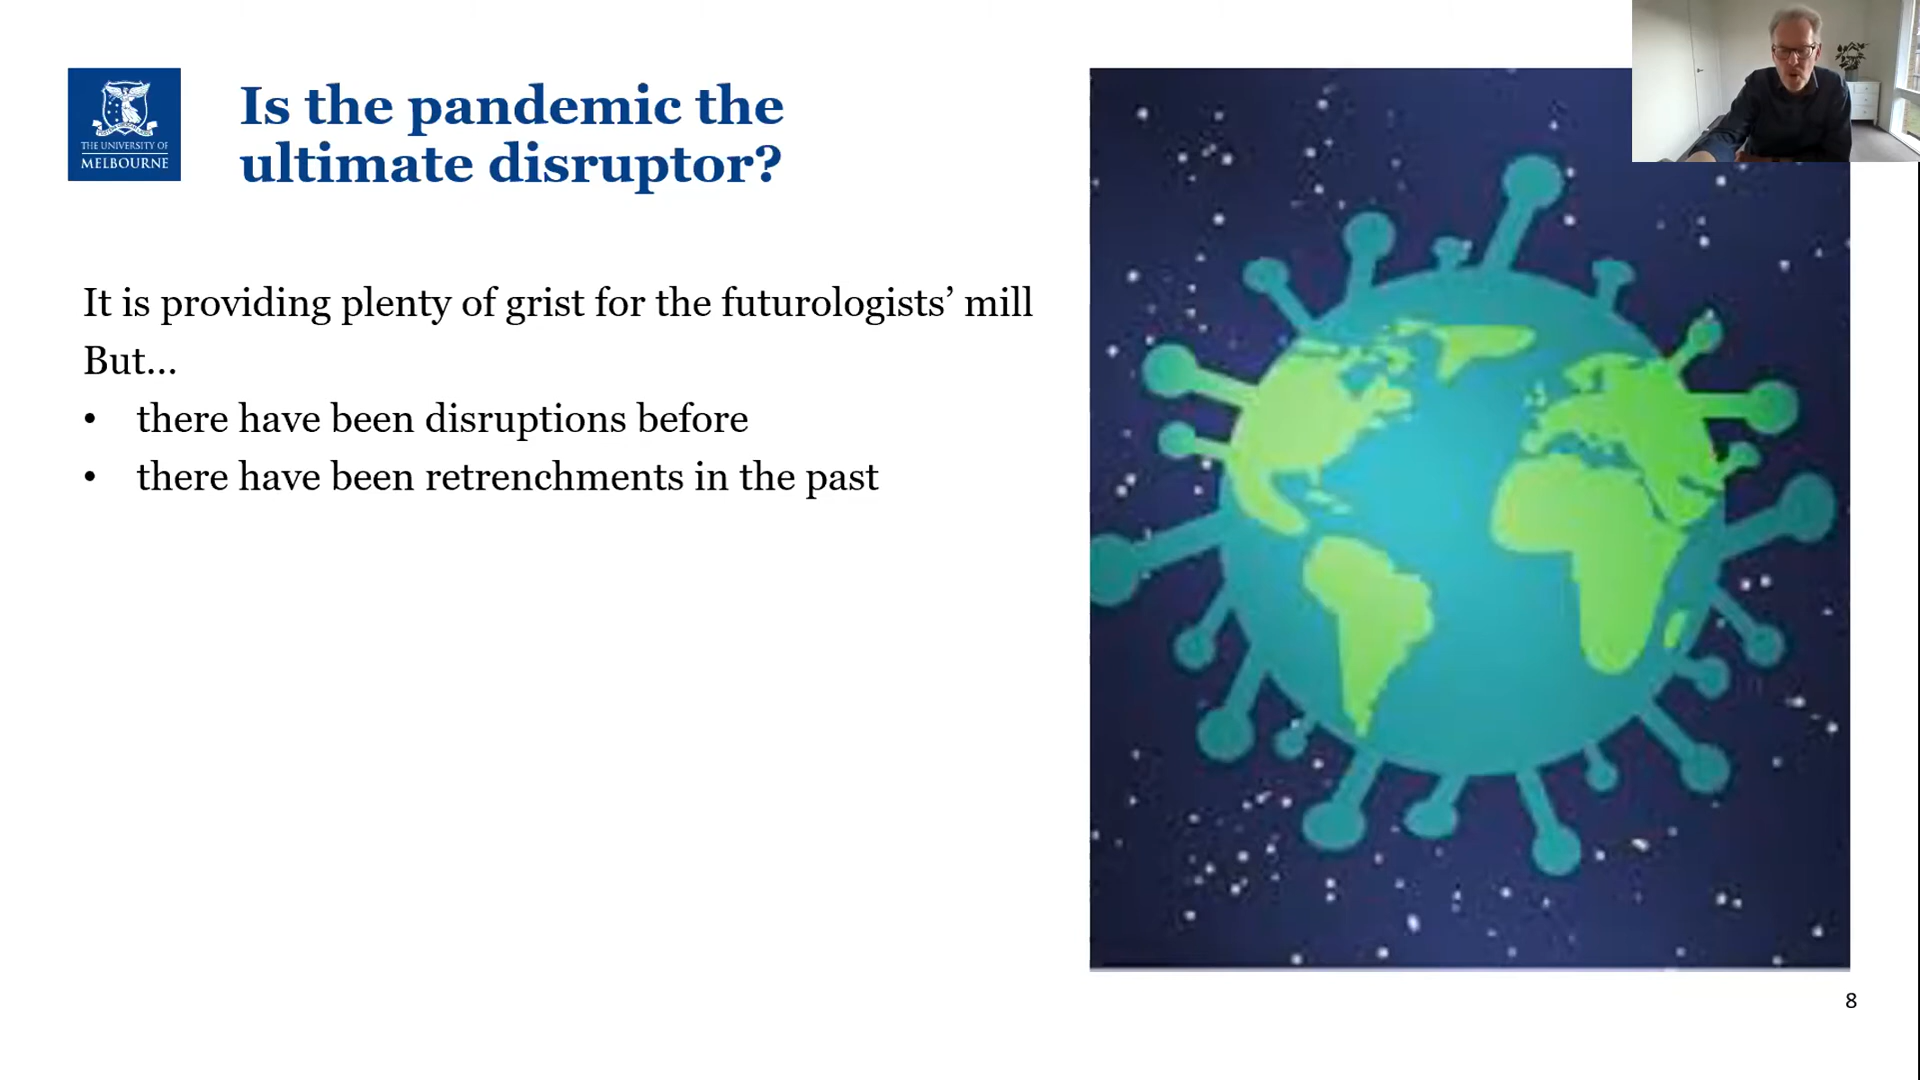 THE UNIVERSITY OF
MELBOURNE
Is the pandemic the
ultimate disruptor?
It is providing plenty of grist for the futurologists’ mill
But...
• there have been disruptions before
• there have been retrenchments in the past
8